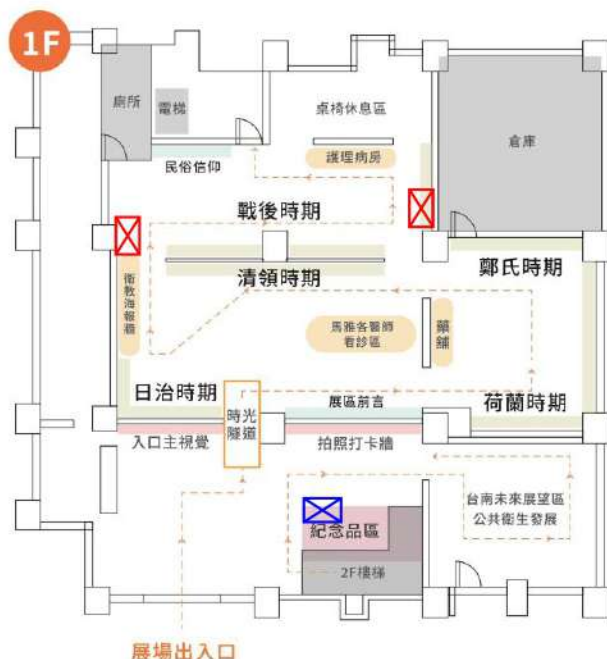 1F
廁所
電梯
桌椅休息區
倉庫
民俗信仰
護理病房
戰後時期
衛教海報牆
清領時期
鄭氏時期
馬雅各醫師
看診區
藥舖
日治時期
時光
隧道
展區前言
荷蘭時期
入口主視覺
拍照打卡牆
台南未來展望區
公共衛生發展
紀念品區
2F樓梯
展場出入口